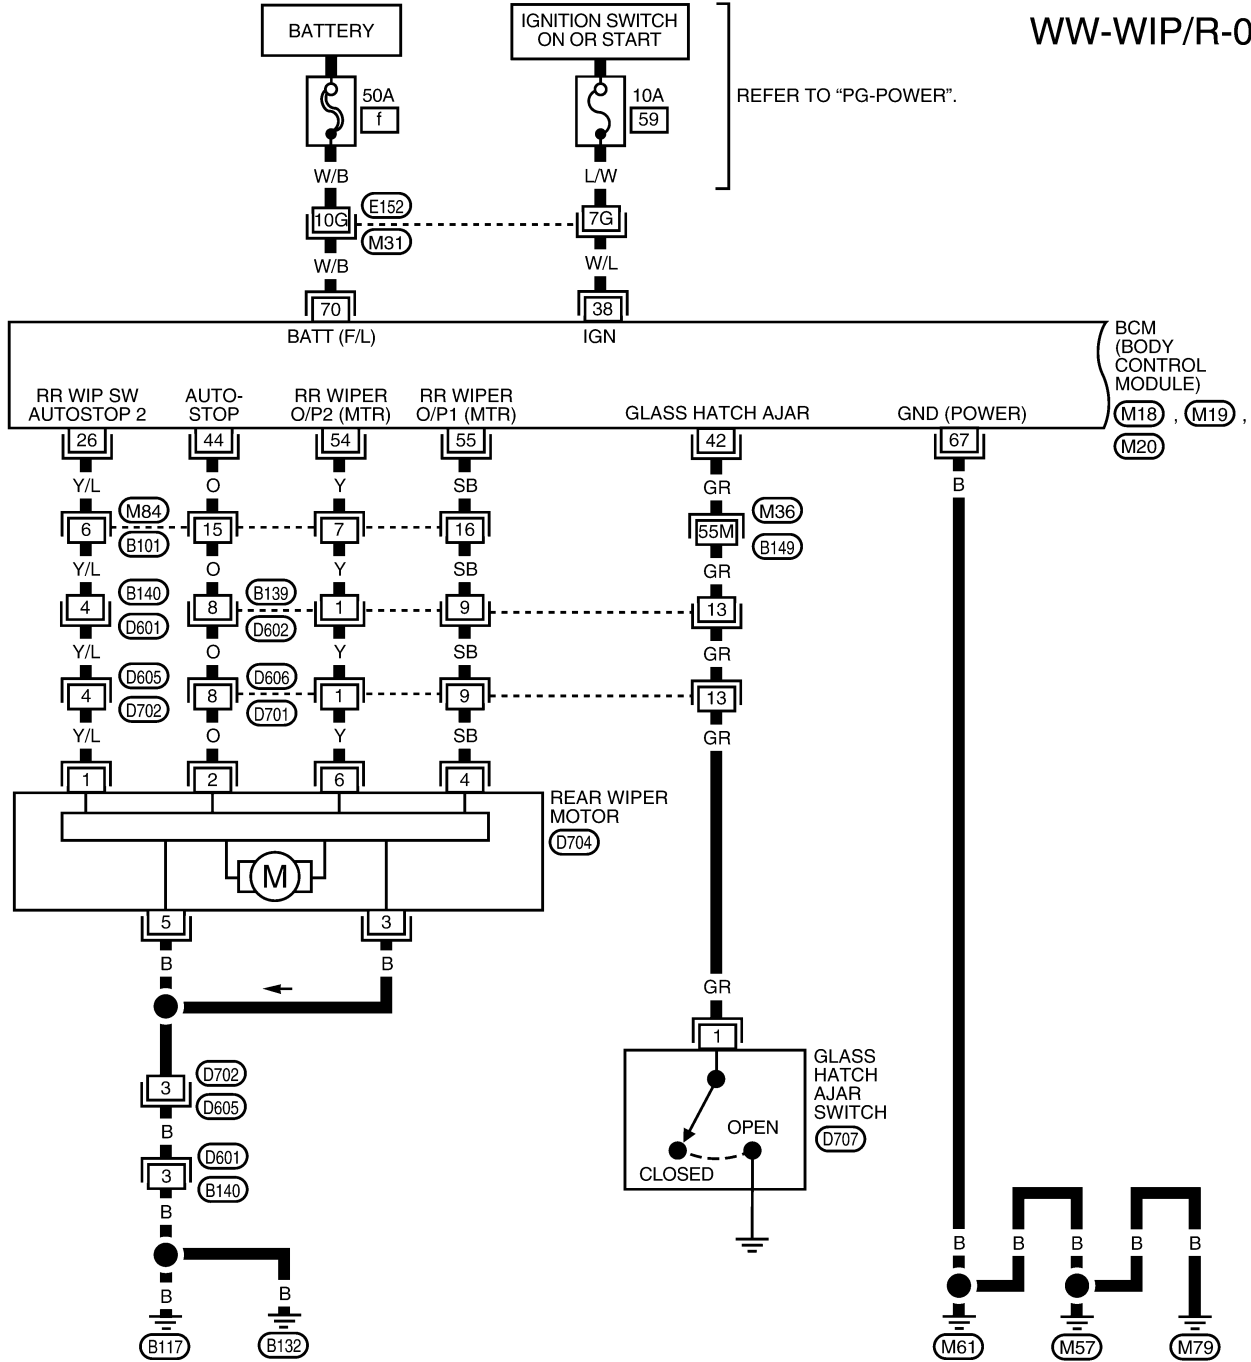 WW-WIP/R-0
BATTERY
IGNITION SWITCH
ON OR START
50A
f
10A
59
REFER TO “PG-POWER”.
W/B
L/W
10G
E152
M31
7G
W/B
W/L
70
38
BATT (F/L)
IGN
BCM
(BODY
CONTROL
MODULE)
M18 , M19 ,
M20
RR WIP SW
AUTOSTOP 2
AUTO-
STOP
RR WIPER
O/P2 (MTR)
RR WIPER
O/P1 (MTR)
GLASS HATCH AJAR
GND (POWER)
26
44
54
55
42
67
Y/L
O
Y
SB
GR
B
6
M84
B101
15
7
16
55M
M36
B149
Y/L
O
Y
SB
GR
4
B140
D601
8
B139
D602
1
9
13
Y/L
O
Y
SB
GR
4
D605
D702
8
D606
D701
1
9
13
Y/L
O
Y
SB
GR
1
2
6
4
REAR WIPER
MOTOR
D704
M
5
3
B
B
GR
1
GLASS
HATCH
AJAR
SWITCH
D707
OPEN
CLOSED
3
D702
D605
B
3
D601
B140
B
B
B
B117
B132
B
B
B
B
B
M61
M57
M79